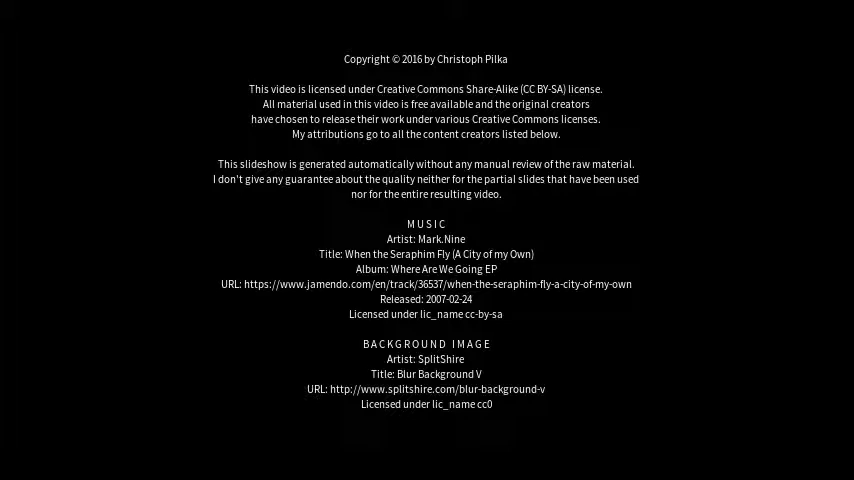 Copyright © 2016 by Christoph Pilka
This video is licensed under Creative Commons Share-Alike (CC BY-SA) license.
All material used in this video is free available and the original creators
have chosen to release their work under various Creative Commons licenses.
My attributions go to all the content creators listed below.
This slideshow is generated automatically without any manual review of the raw material.
I don't give any guarantee about the quality neither for the partial slides that have been used
nor for the entire resulting video.
MUSIC
Artist: Mark.Nine
Title: When the Seraphim Fly (A City of my Own)
Album: Where Are We Going EP
URL: https://www.jamendo.com/en/track/36537/when-the-seraphim-fly-a-city-of-my-own
Released: 2007-02-24
Licensed under lic_name cc-by-sa
BACKGROUND IMAGE
Artist: SplitShire
Title: Blur Background V
URL: http://www.splitshire.com/blur-background-v
Licensed under lic_name cc0